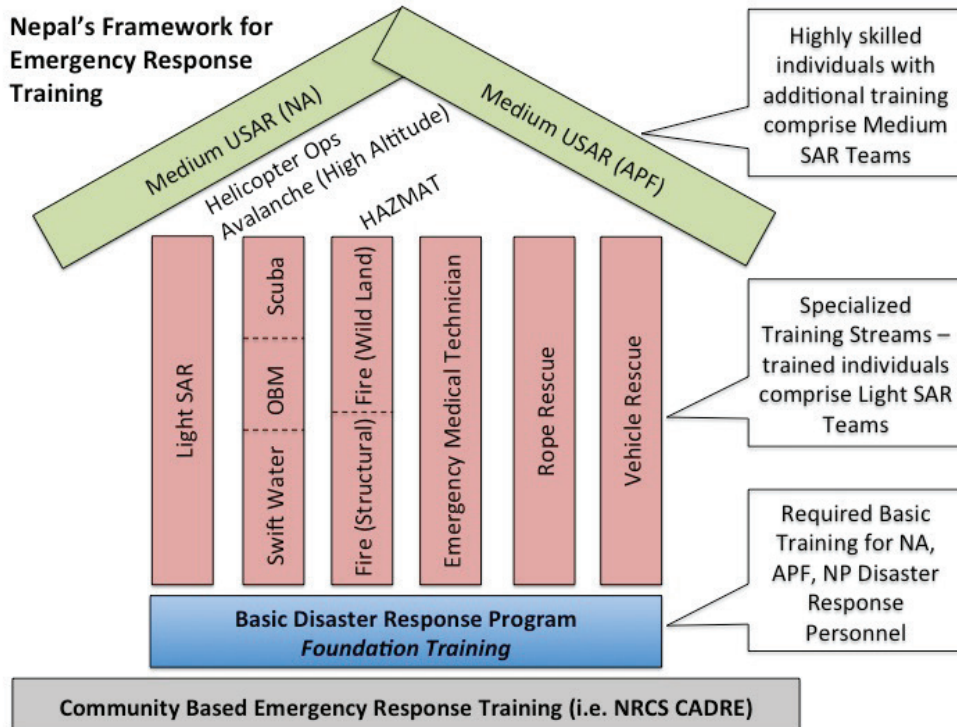 Nepal's Framework for
Emergency Response
Training
Medium USAR (NA)
Medium USAR (APF)
Helicopter Ops
Avalanche (High Altitude)
HAZMAT
Highly skilled
individuals with
additional training
comprise Medium
SAR Teams
Light SAR
Scuba
OBM
Swift Water
Fire (Wild Land)
Fire (Structural)
Emergency Medical Technician
Rope Rescue
Vehicle Rescue
Specialized
Training Streams –
trained individuals
comprise Light SAR
Teams
Basic Disaster Response Program
Foundation Training
Required Basic
Training for NA,
APF, NP Disaster
Response
Personnel
Community Based Emergency Response Training (i.e. NRCS CADRE)